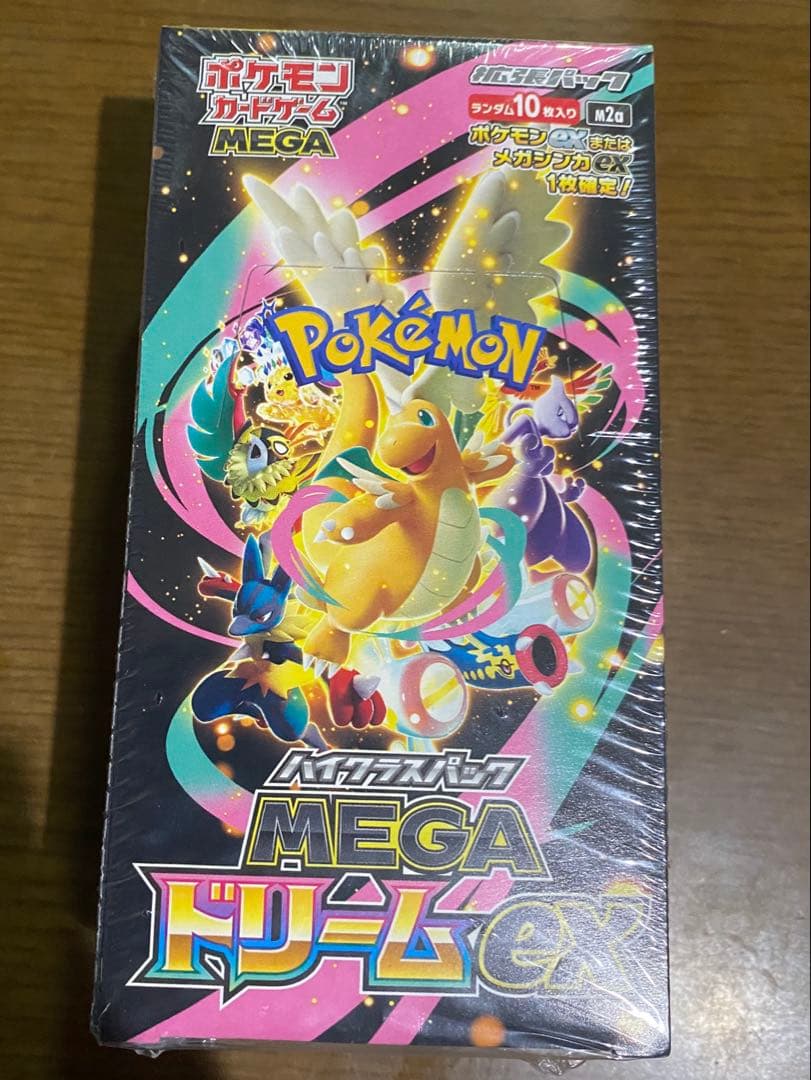 ポケモン
カードゲーム™
MEGA
拡張パック
ランダム10枚入り
M2a
ポケモンexまたは
メガシンカex
1枚確定!
POKÉMON
™
ハイクラスパック
MEGA
ドリームex